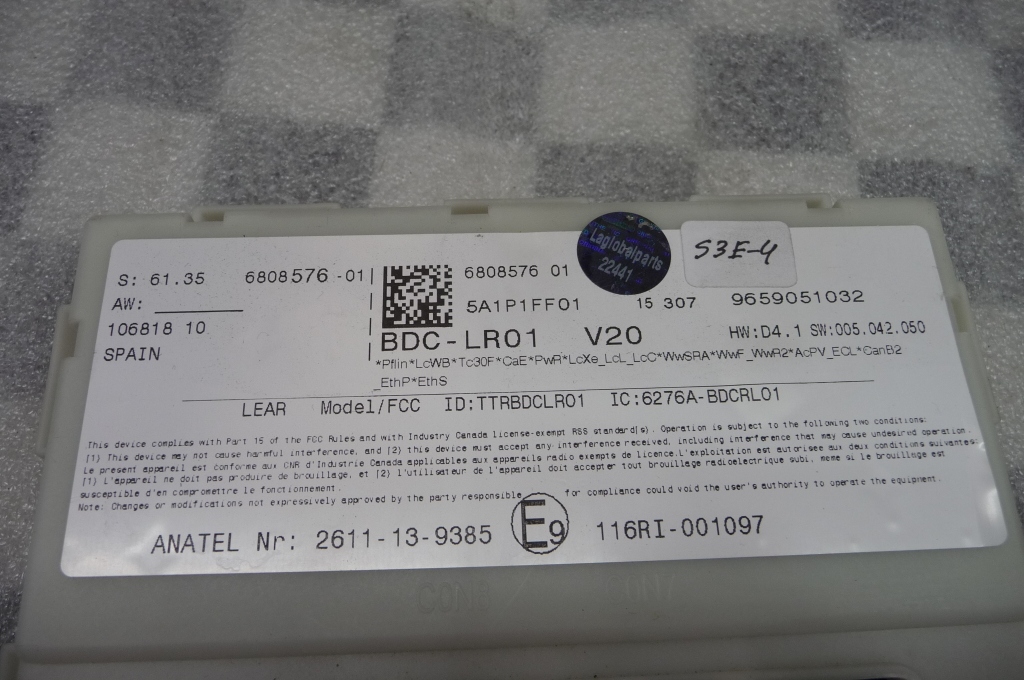 S: 61.35 6808576 -01
AW:
106818 10
SPAIN
6808576 01
5A1P1FF01 15 307 9659051032
BDC-LR01 V20 HW:D4.1 SW:005.042.050
*Pflin*LcWB*Tc30F*CaE*PwR*LcXe_LcL_LcC*WwSRA*WwF_WwR2*AcPV_ECL*CanB2
_EthP*EthS
Laglobalparts
22441
S3E-4
LEAR Model/FCC ID:TTRBDCLR01 IC:6276A-BDCRL01
This device complies with Part 15 of the FCC Rules and with Industry Canada license-exempt RSS standard(s). Operation is subject to the following two conditions:
(1) This device may not cause harmful interference, and (2) this device must accept any interference received, including interference that may cause undesired operation.
Le present appareil est conforme aux CNR d'Industrie Canada applicables aux appareils radio exempts de licence.L'exploitation est autorisee aux deux conditions suivantes:
(1) L'appareil ne doit pas produire de brouillage, et (2) l'utilisateur de l'appareil doit accepter tout brouillage radioelectrique subi, meme si le brouillage est
susceptible d'en compromettre le fonctionnement.
Note: Changes or modifications not expressively approved by the party responsible for compliance could void the user's authority to operate the equipment.
ANATEL Nr: 2611-13-9385 E9 116RI-001097